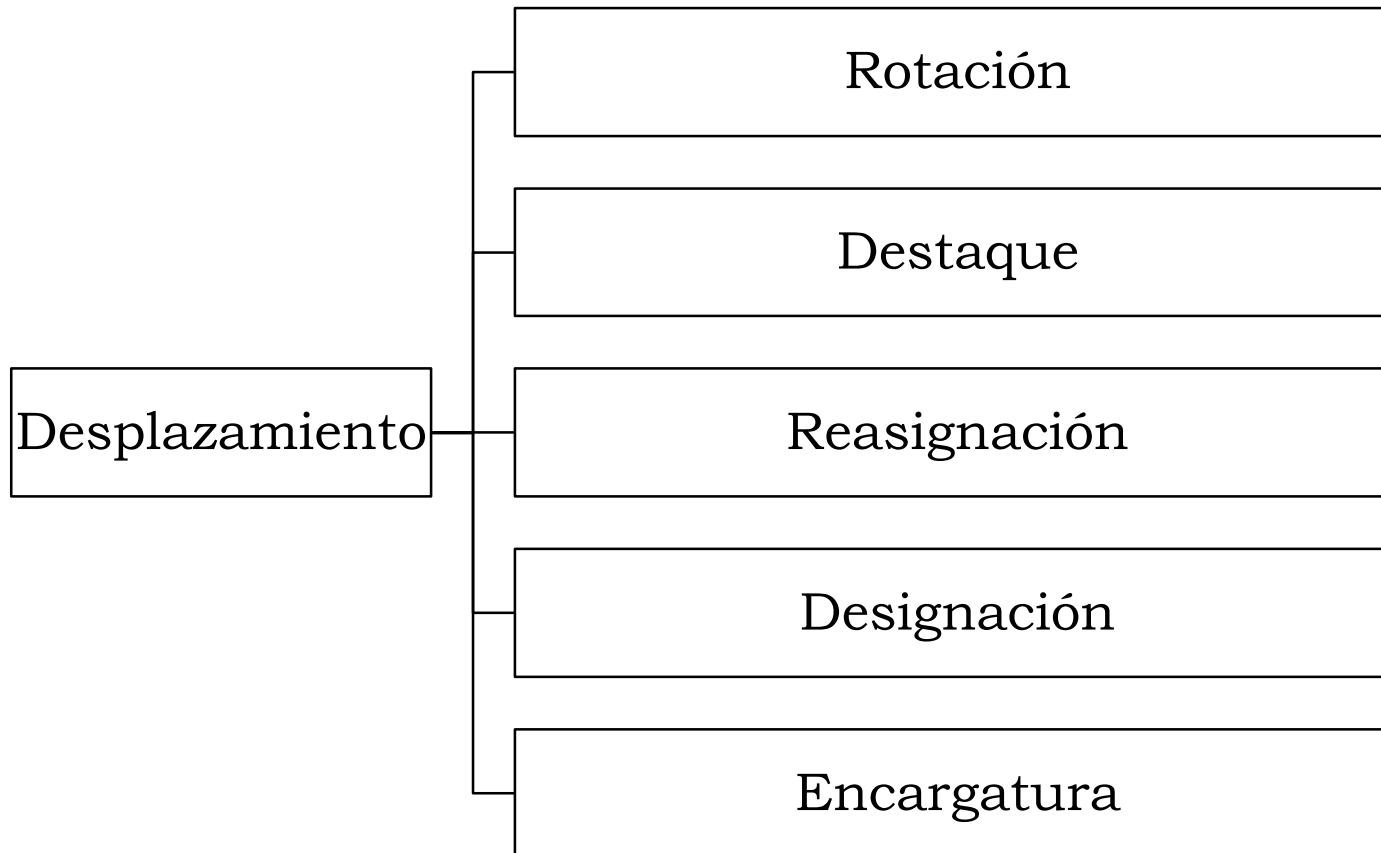 Rotación
Destaque
Desplazamiento
Reasignación
Designación
Encargatura